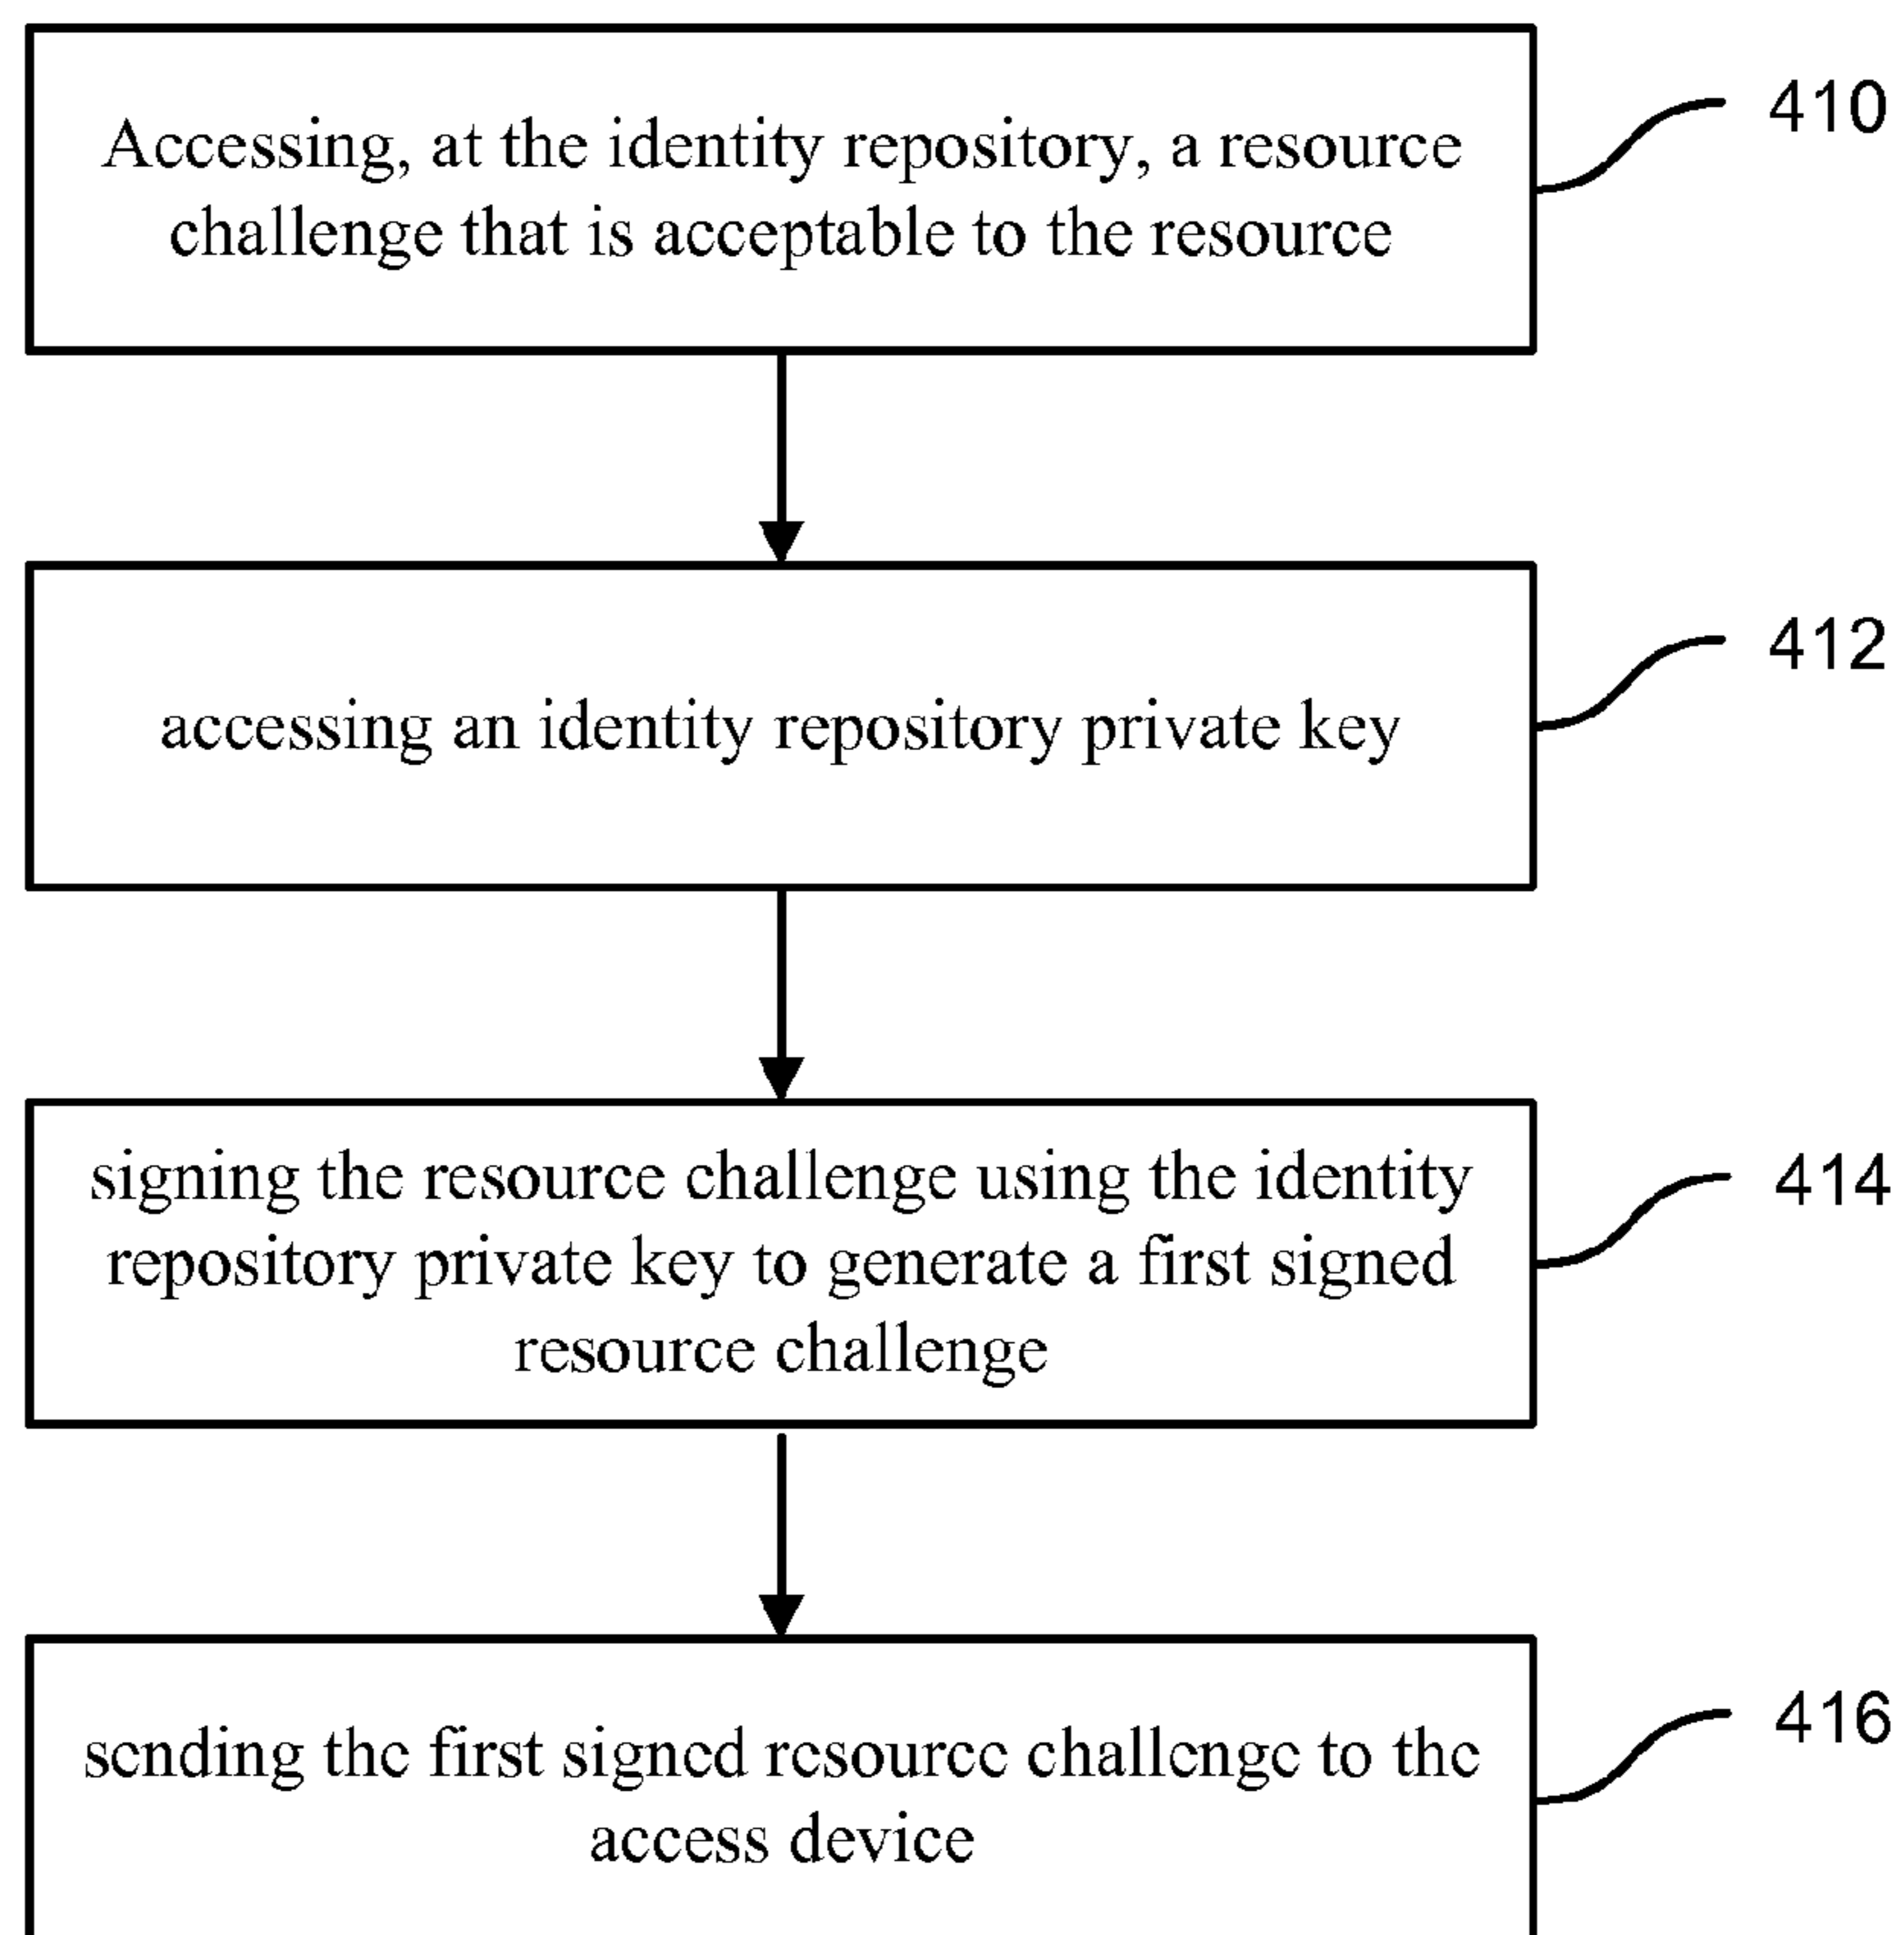 Accessing, at the identity repository, a resource
challenge that is acceptable to the resource
410
accessing an identity repository private key
412
signing the resource challenge using the identity
repository private key to generate a first signed
resource challenge
414
sending the first signed resource challenge to the
access device
416